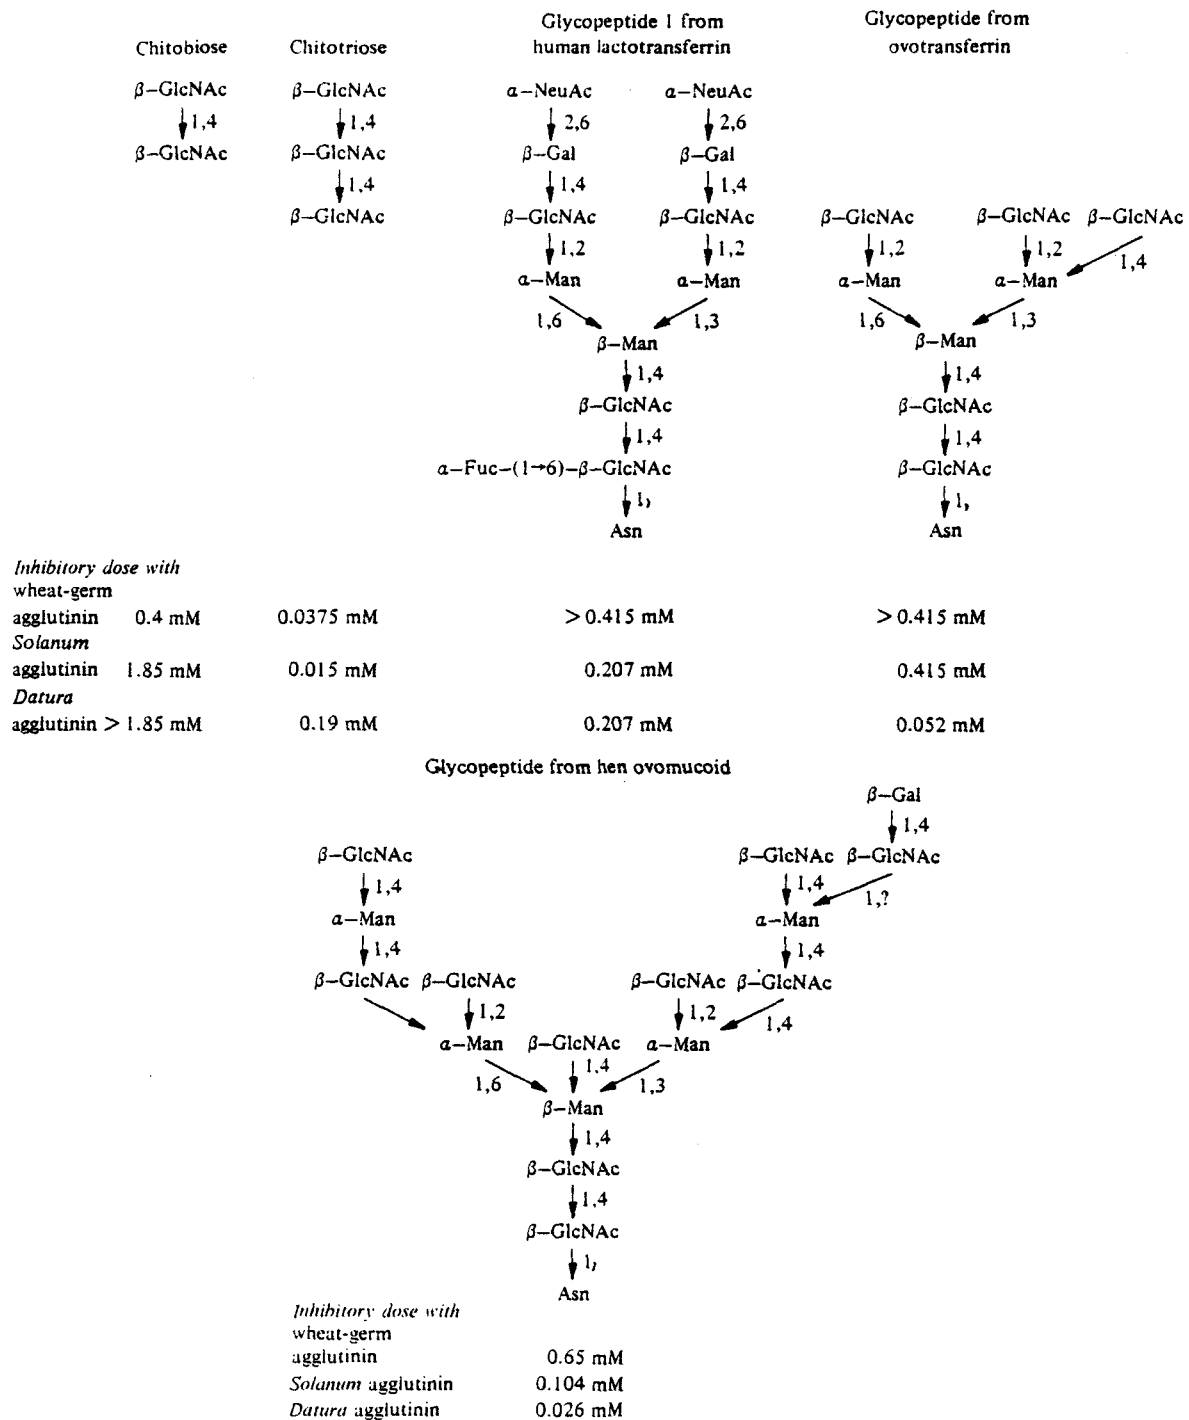 Glycopeptide 1 from Glycopeptide from
Chitobiose Chitotriose human lactotransferrin ovotransferrin
β–GlcNAc β–GlcNAc α–NeuAc α–NeuAc
1,4 1,4 2,6 2,6
β–GlcNAc β–GlcNAc β–Gal β–Gal
1,4 1,4 1,4
β–GlcNAc β–GlcNAc β–GlcNAc β–GlcNAc β–GlcNAc β–GlcNAc
1,2 1,2 1,2 1,2 1,4
α–Man α–Man α–Man α–Man
1,6 1,3 1,6 1,3
β–Man β–Man
1,4 1,4
β–GlcNAc β–GlcNAc
1,4 1,4
α–Fuc–(1→6)–β–GlcNAc β–GlcNAc
1, 1,
Asn Asn
Inhibitory dose with
wheat-germ
agglutinin 0.4 mM 0.0375 mM > 0.415 mM > 0.415 mM
Solanum
agglutinin 1.85 mM 0.015 mM 0.207 mM 0.415 mM
Datura
agglutinin > 1.85 mM 0.19 mM 0.207 mM 0.052 mM
Glycopeptide from hen ovomucoid
β–Gal
1,4
β–GlcNAc β–GlcNAc β–GlcNAc
1,4 1,4 1,?
α–Man α–Man
1,4 1,4
β–GlcNAc β–GlcNAc β–GlcNAc β–GlcNAc
1,2 1,2 1,4
α–Man β–GlcNAc α–Man
1,6 1,4 1,3
β–Man
1,4
β–GlcNAc
1,4
β–GlcNAc
1,
Asn
Inhibitory dose with
wheat-germ
agglutinin 0.65 mM
Solanum agglutinin 0.104 mM
Datura agglutinin 0.026 mM